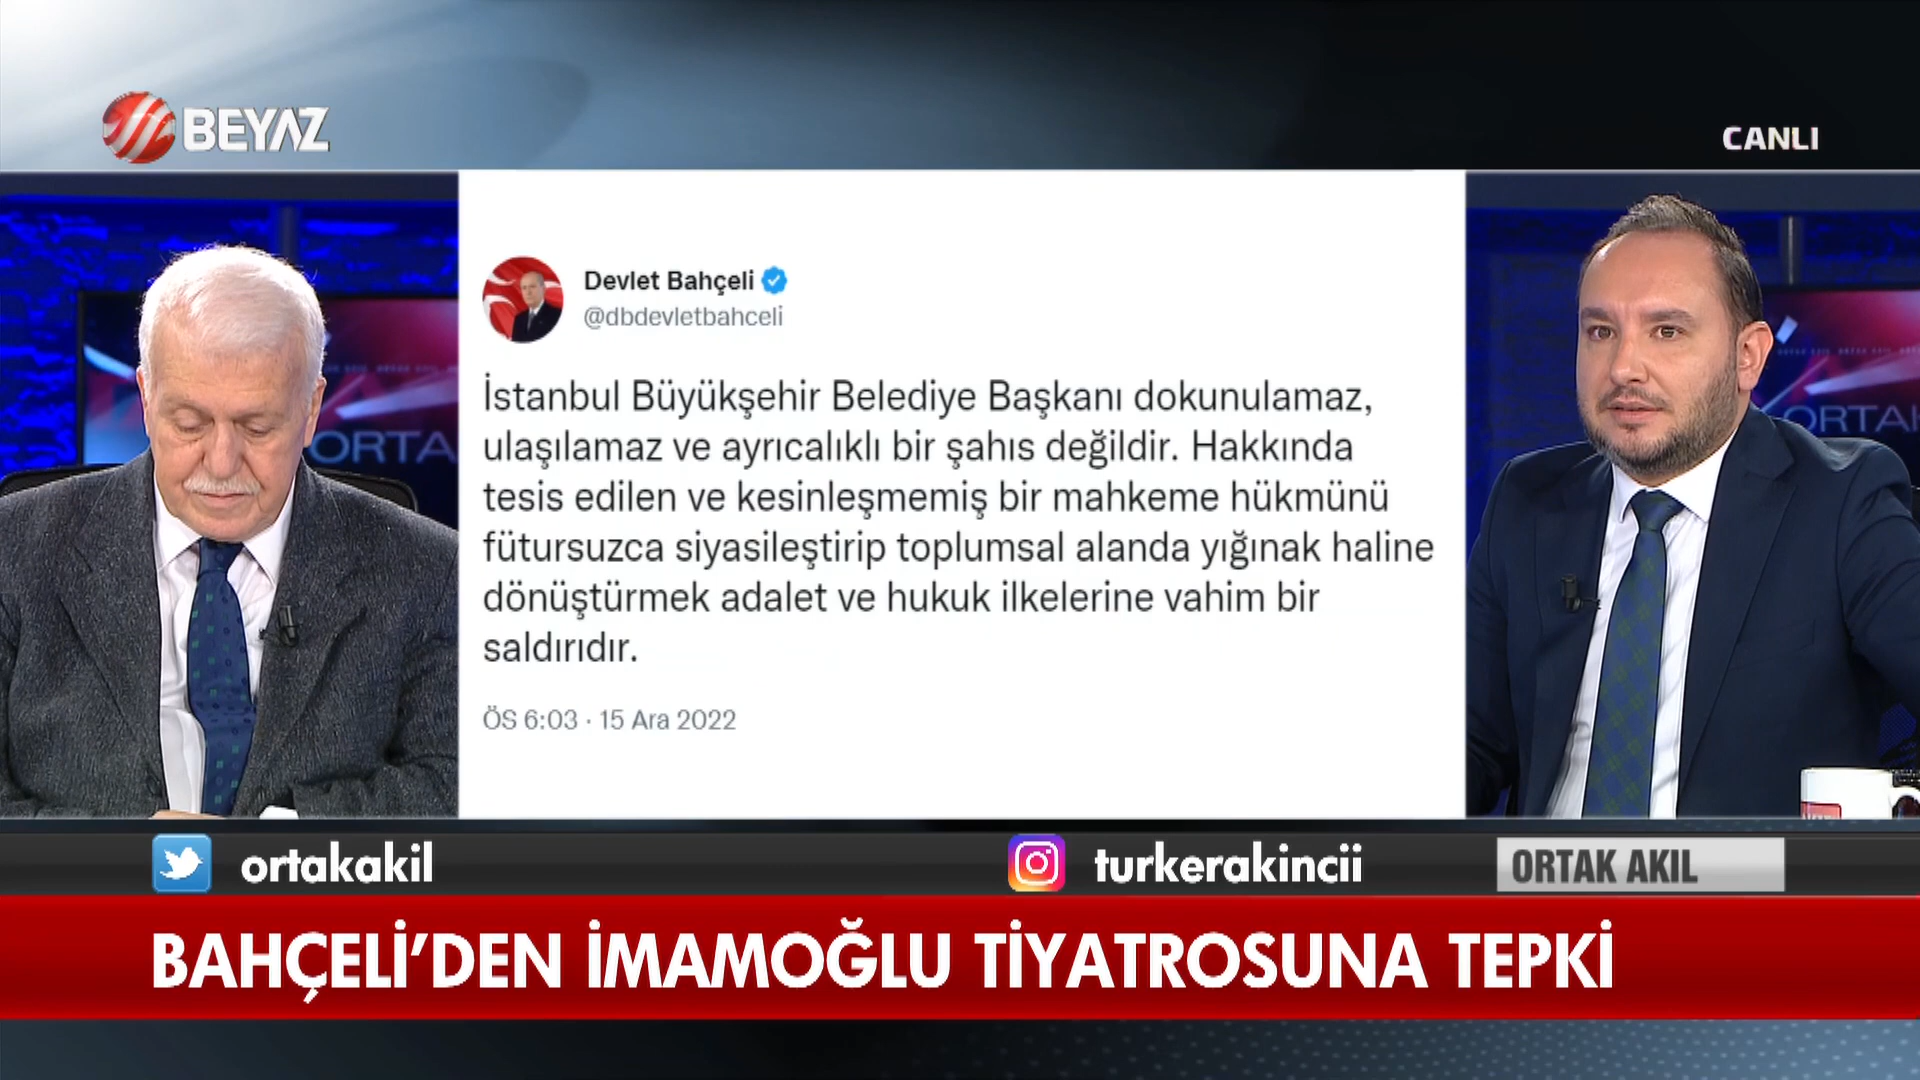 BEYAZ
CANLI
Devlet Bahçeli
@dbdevletbahceli
İstanbul Büyükşehir Belediye Başkanı dokunulamaz,
ulaşılamaz ve ayrıcalıklı bir şahıs değildir. Hakkında
tesis edilen ve kesinleşmemiş bir mahkeme hükmünü
fütursuzca siyasileştirip toplumsal alanda yığınak haline
dönüştürmek adalet ve hukuk ilkelerine vahim bir
saldırıdır.
ÖS 6:03 · 15 Ara 2022
ORTA
ORTAK
ortakakil
turkerakincii
ORTAK AKIL
BAHÇELİ’DEN İMAMOĞLU TİYATROSUNA TEPKİ